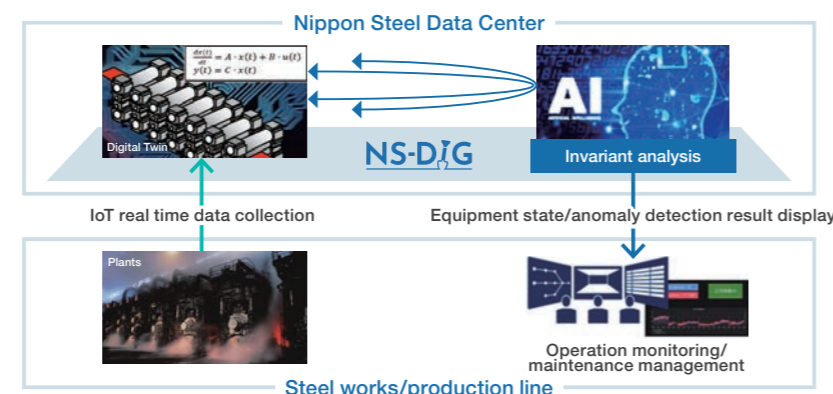 Nippon Steel Data Center
dx(t)/dt = A · x(t) + B · u(t)
y(t) = C · x(t)
AI
Digital Twin
NS-DIG
Invariant analysis
IoT real time data collection
Equipment state/anomaly detection result display
Plants
Operation monitoring/
maintenance management
Steel works/production line